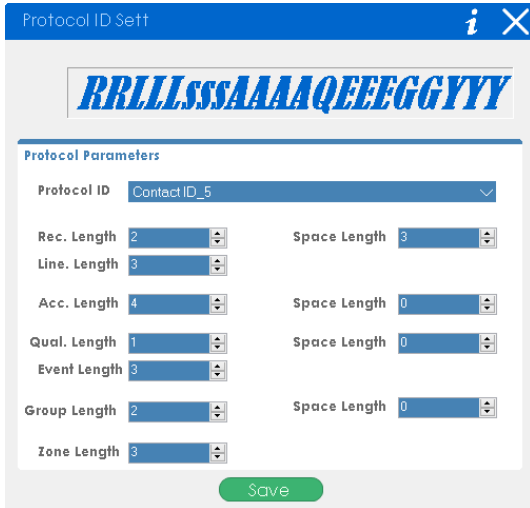 Protocol ID Sett
RRLLLsssAAAAQEEEGGYYY
Protocol Parameters
Protocol ID Contact ID_5
Rec. Length 2 Space Length 3
Line. Length 3
Acc. Length 4 Space Length 0
Qual. Length 1 Space Length 0
Event Length 3
Group Length 2 Space Length 0
Zone Length 3
Save